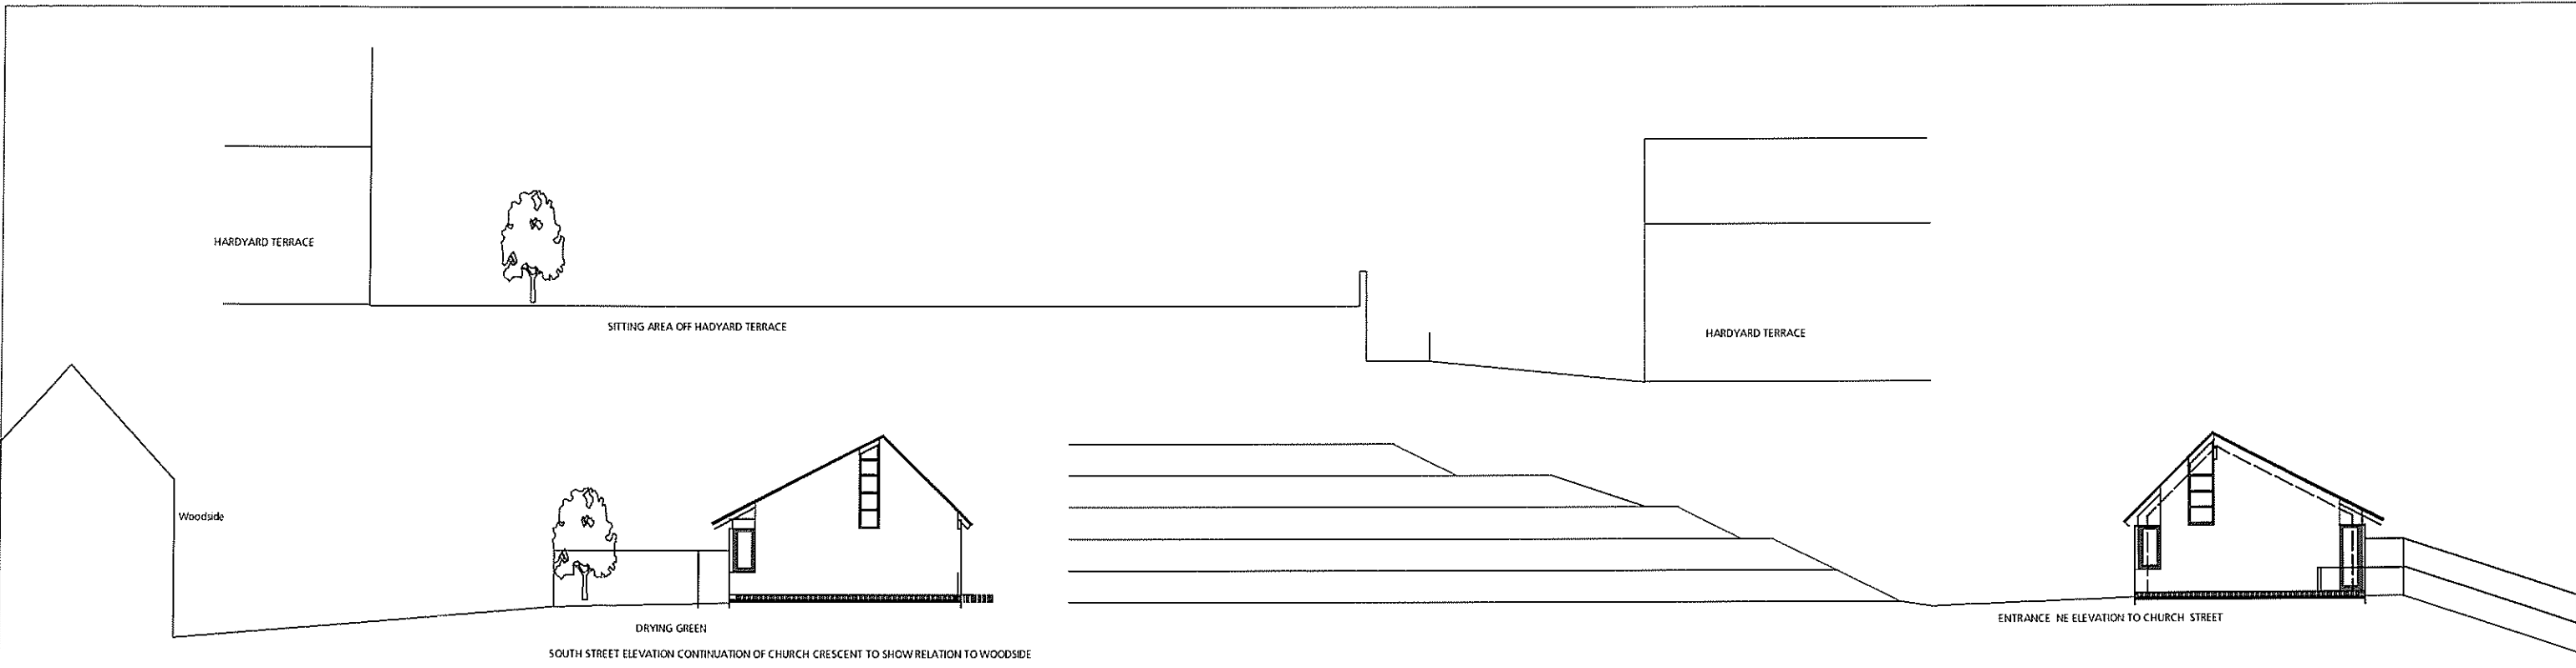 HARDYARD TERRACE
SITTING AREA OFF HADYARD TERRACE
HARDYARD TERRACE
Woodside
DRYING GREEN
SOUTH STREET ELEVATION CONTINUATION OF CHURCH CRESCENT TO SHOW RELATION TO WOODSIDE
ENTRANCE NE ELEVATION TO CHURCH STREET